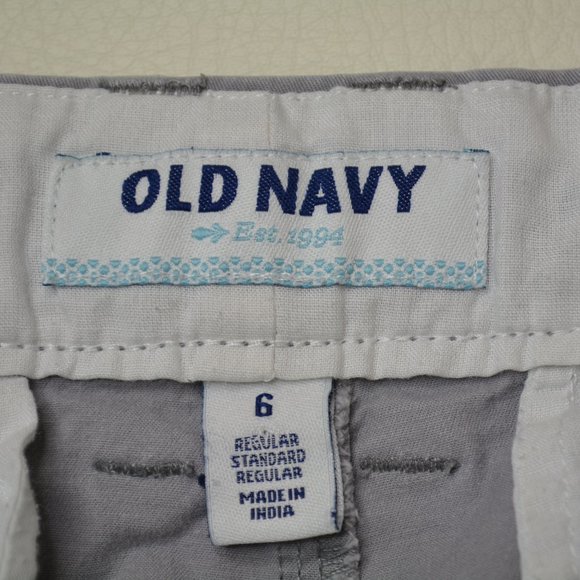 OLD NAVY
Est. 1994
6
REGULAR
STANDARD
REGULAR
MADE IN
INDIA